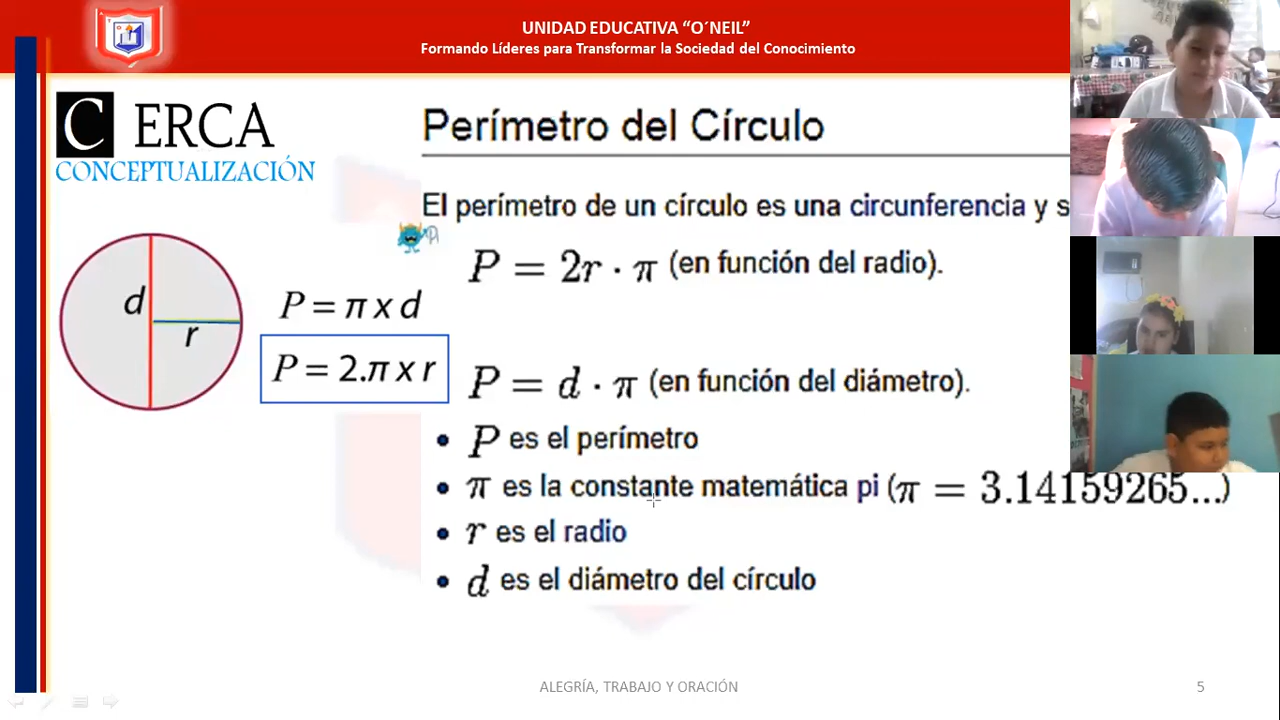 UNIDAD EDUCATIVA “O´NEIL”
Formando Líderes para Transformar la Sociedad del Conocimiento
C ERCA
CONCEPTUALIZACIÓN
Perímetro del Círculo
El perímetro de un círculo es una circunferencia y s
P = 2r · π (en función del radio).
d
r
P = π x d
P = 2.π x r
P = d · π (en función del diámetro).
• P es el perímetro
• π es la constante matemática pi (π = 3.14159265...)
• r es el radio
• d es el diámetro del círculo
ALEGRÍA, TRABAJO Y ORACIÓN
5